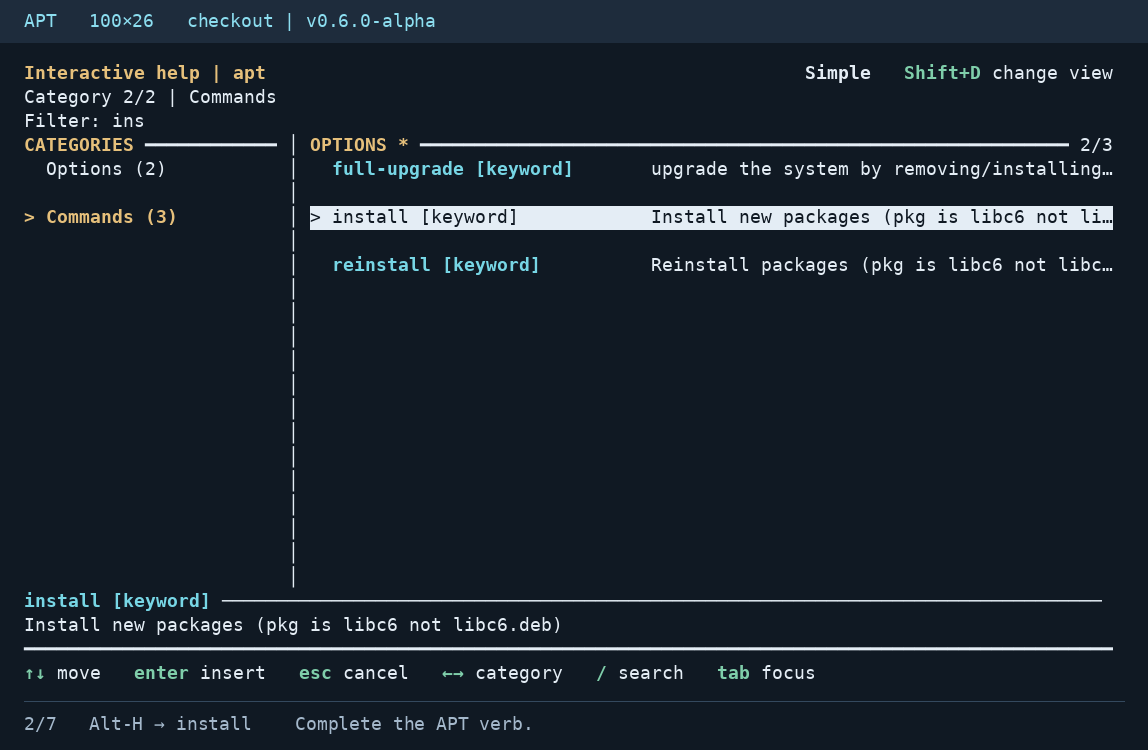 APT   100×26   checkout | v0.6.0-alpha
Interactive help | apt   Simple   Shift+D change view
Category 2/2 | Commands
Filter: ins
CATEGORIES   OPTIONS *   2/3
Options (2)   full-upgrade [keyword]   upgrade the system by removing/installing…
> Commands (3)   > install [keyword]   Install new packages (pkg is libc6 not li…
reinstall [keyword]   Reinstall packages (pkg is libc6 not libc…
install [keyword]
Install new packages (pkg is libc6 not libc6.deb)
↑↓ move   enter insert   esc cancel   ←→ category   / search   tab focus
2/7   Alt-H → install   Complete the APT verb.